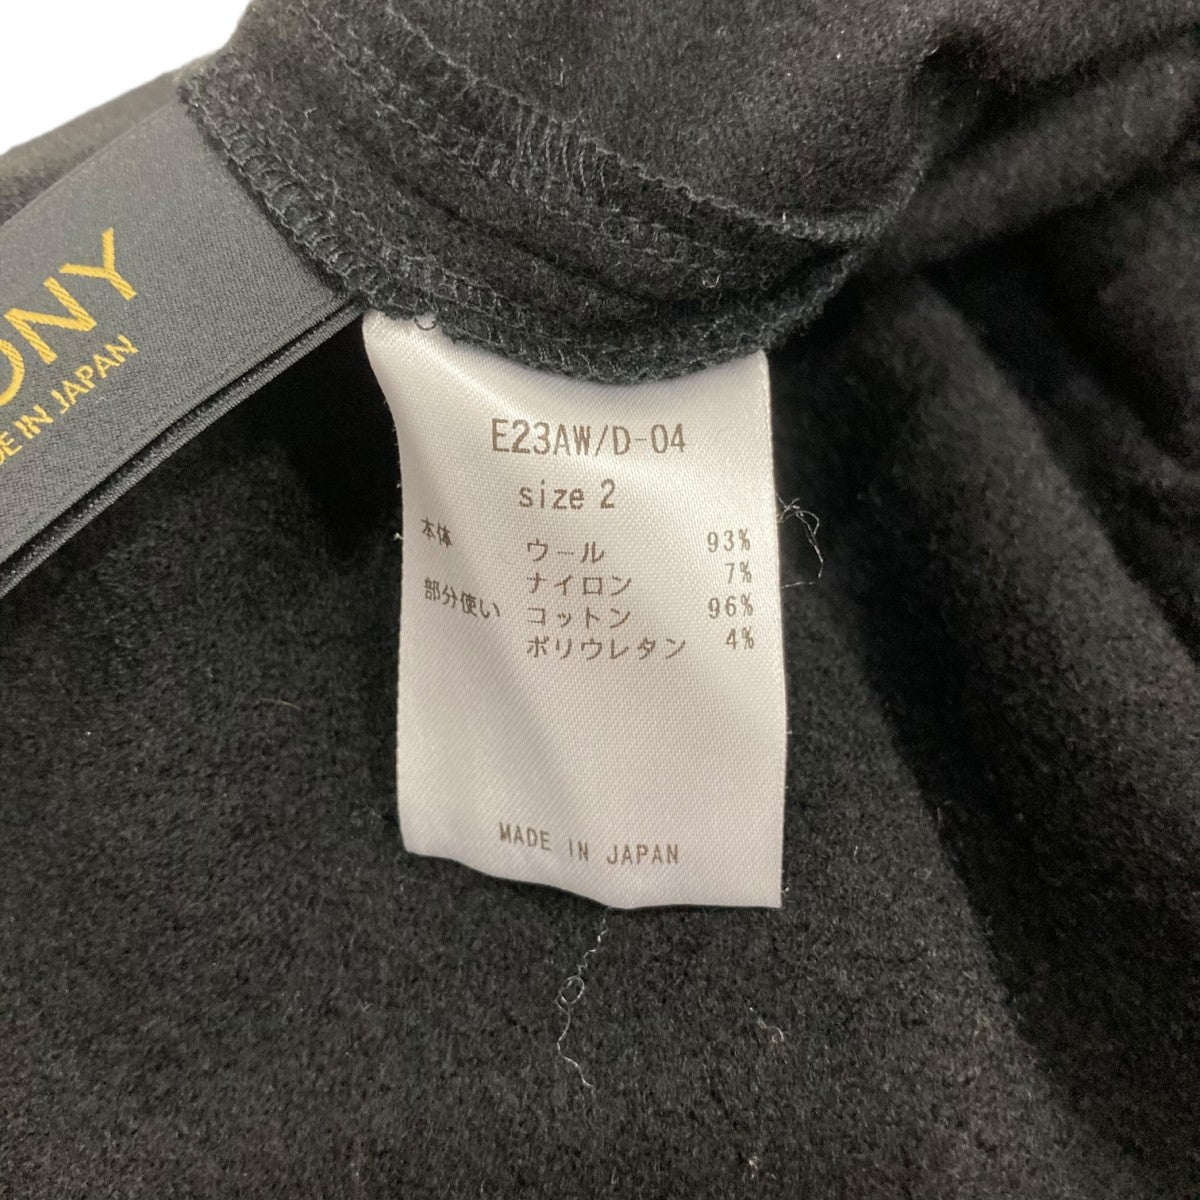 ONY
DE IN JAPAN
E23AW/D-04
size 2
本体 ウール 93%
ナイロン 7%
部分使い コットン 96%
ポリウレタン 4%
MADE IN JAPAN